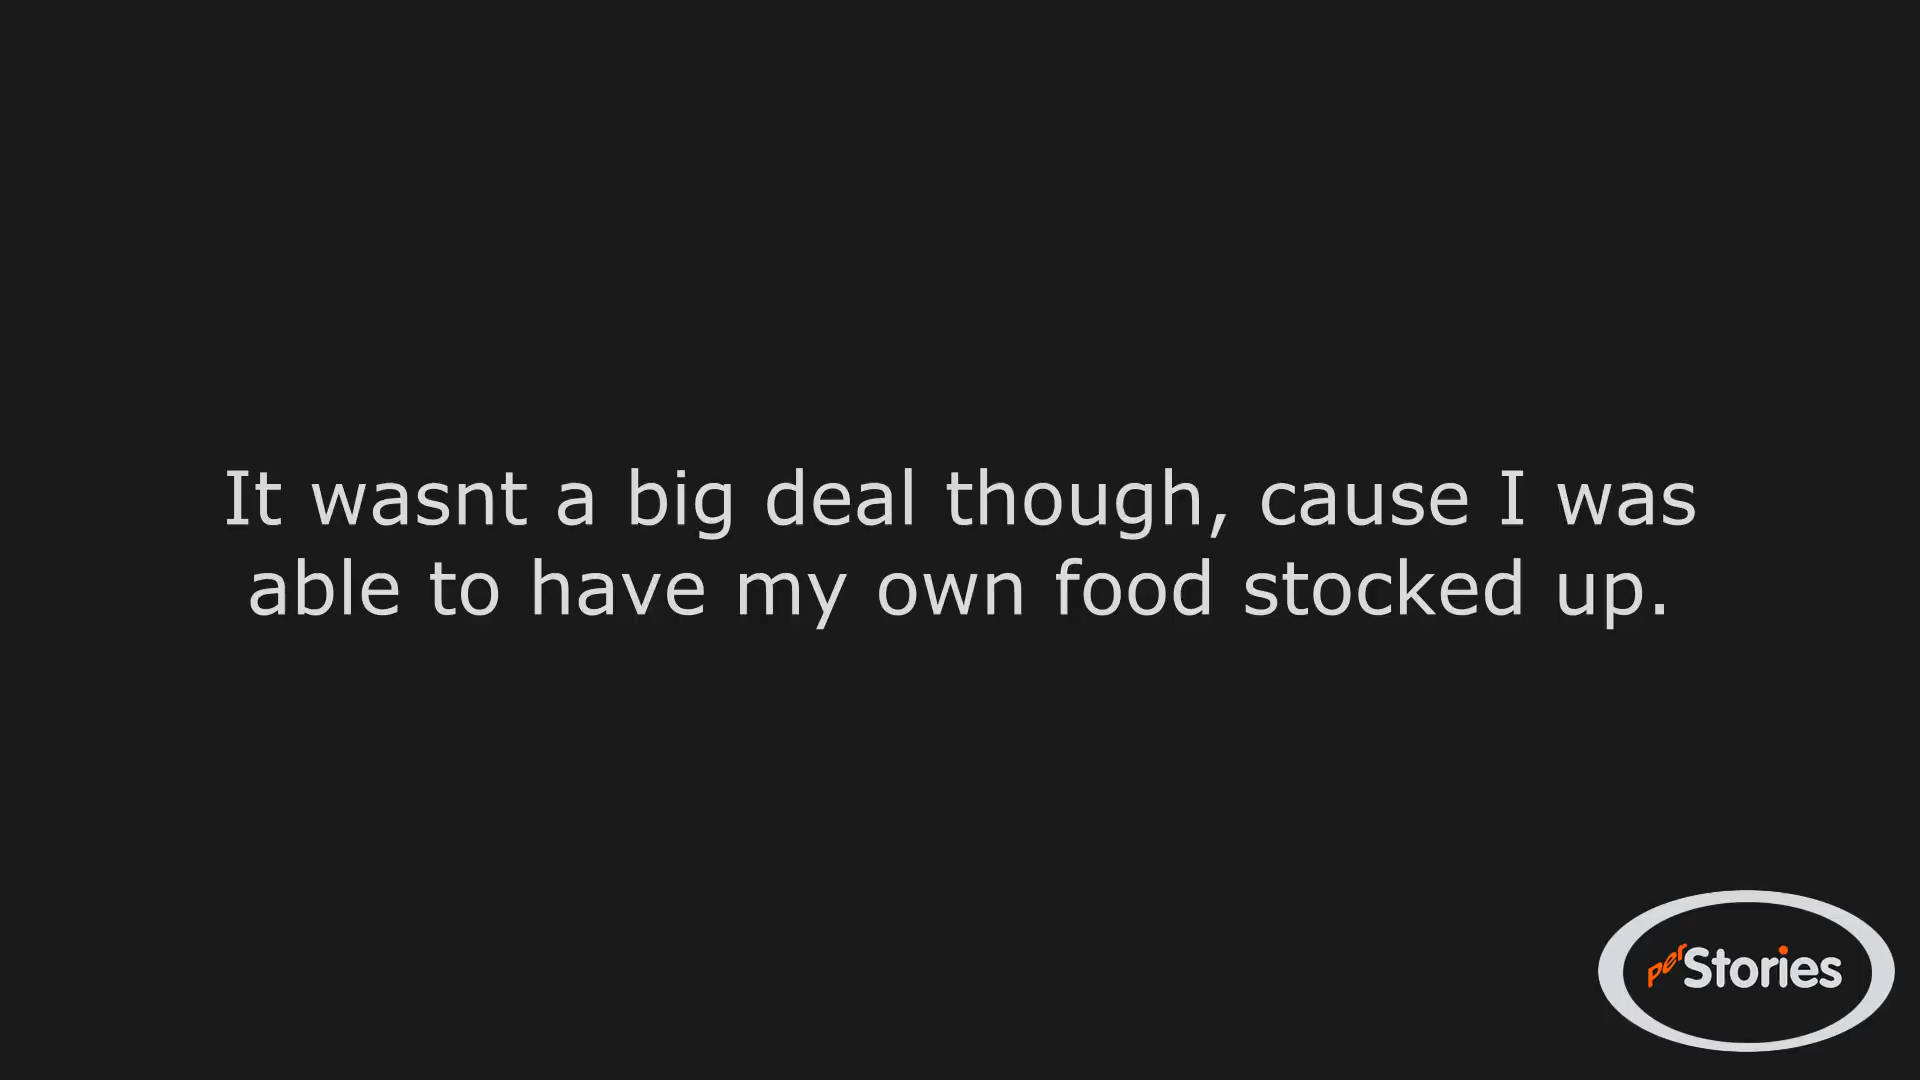 It wasnt a big deal though, cause I was
able to have my own food stocked up.
perStories